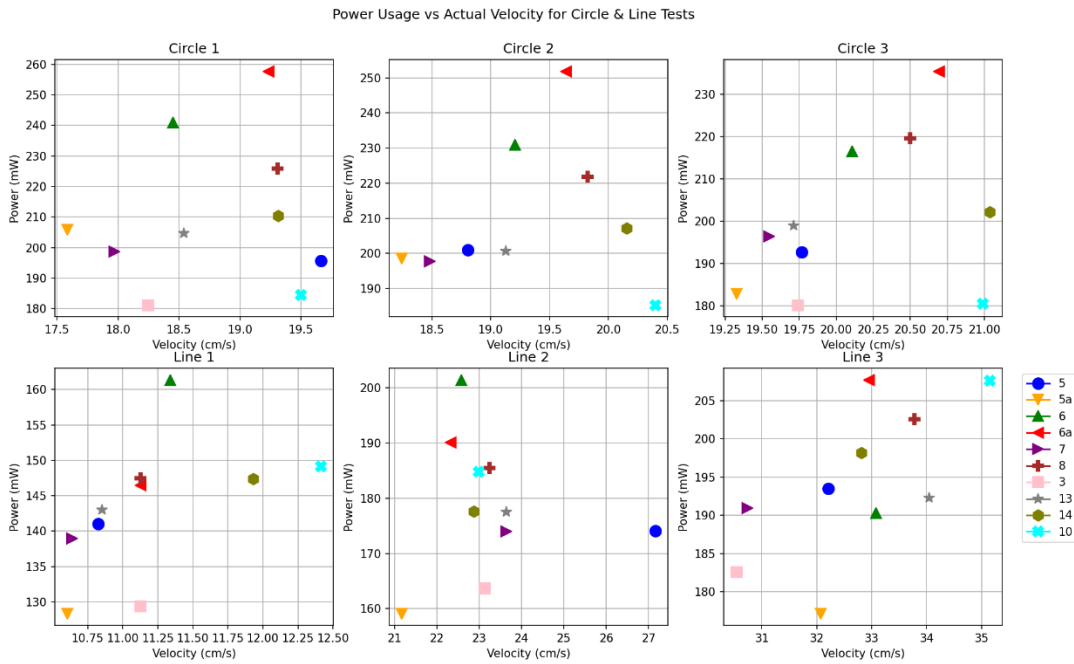 Power Usage vs Actual Velocity for Circle & Line Tests
Circle 1
Power (mW)
260
250
240
230
220
210
200
190
180
17.5 18.0 18.5 19.0 19.5
Velocity (cm/s)
Circle 2
Power (mW)
250
240
230
220
210
200
190
18.5 19.0 19.5 20.0 20.5
Velocity (cm/s)
Circle 3
Power (mW)
230
220
210
200
190
180
19.25 19.50 19.75 20.00 20.25 20.50 20.75 21.00
Velocity (cm/s)
Line 1
Power (mW)
160
155
150
145
140
135
130
10.75 11.00 11.25 11.50 11.75 12.00 12.25 12.50
Velocity (cm/s)
Line 2
Power (mW)
200
190
180
170
160
21 22 23 24 25 26 27
Velocity (cm/s)
Line 3
Power (mW)
205
200
195
190
185
180
31 32 33 34 35
Velocity (cm/s)
5
5a
6
6a
7
8
3
13
14
10